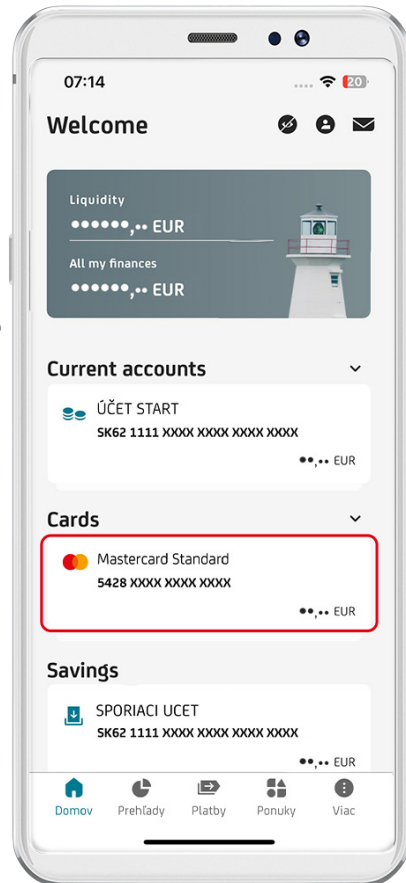 07:14
20
Welcome
Liquidity
••••••,•• EUR
All my finances
••••••,•• EUR
Current accounts
ÚČET START
SK62 1111 XXXX XXXX XXXX XXXX
••,•• EUR
Cards
Mastercard Standard
5428 XXXX XXXX XXXX
••,•• EUR
Savings
SPORIACI UCET
SK62 1111 XXXX XXXX XXXX XXXX
••,•• EUR
Domov Prehľady Platby Ponuky Viac